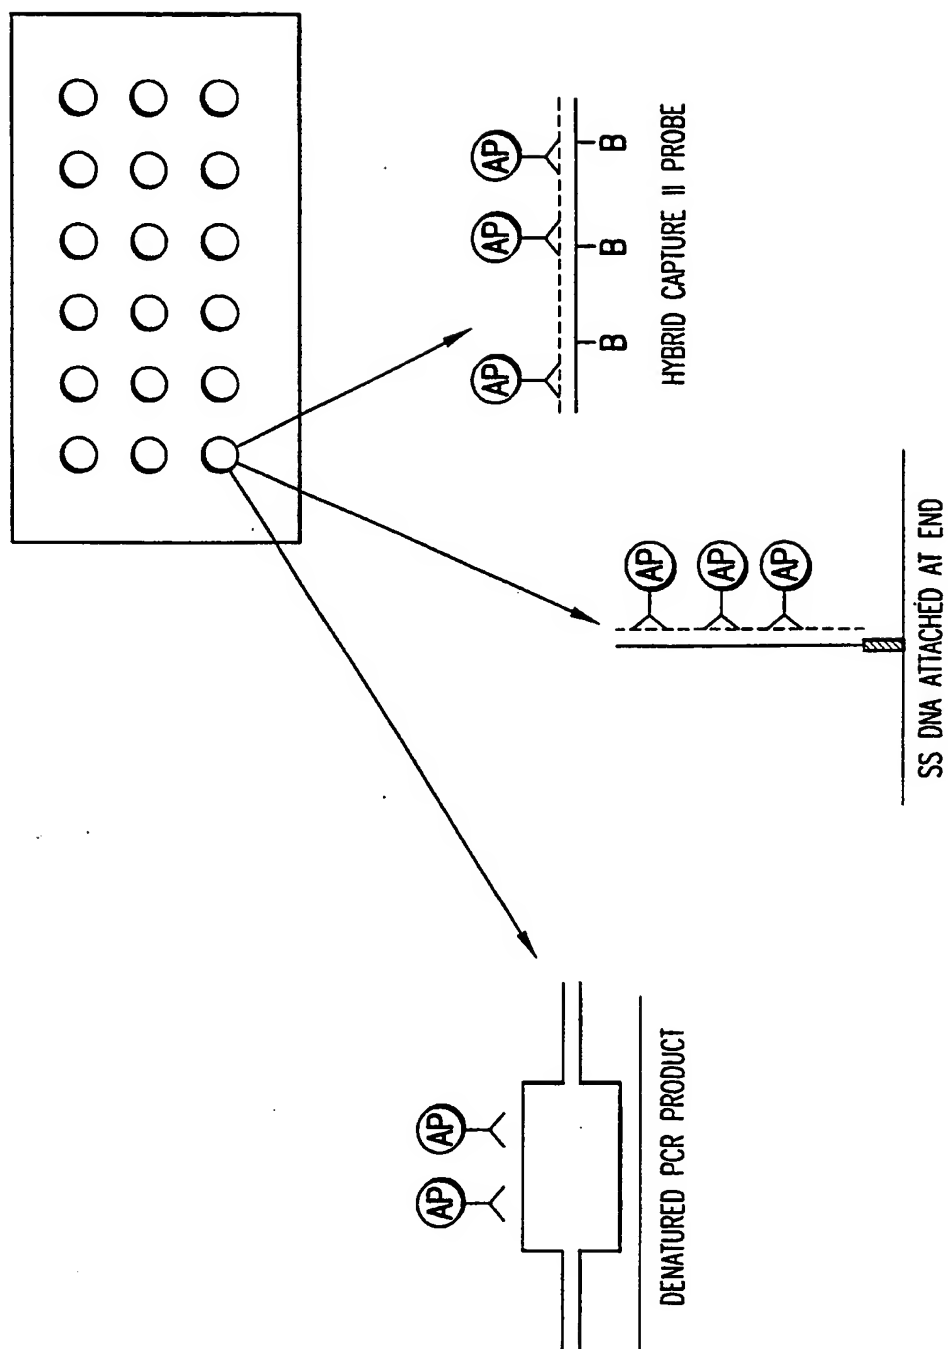 AP
AP
AP
B
B
B
HYBRID CAPTURE II PROBE
AP
AP
AP
SS DNA ATTACHED AT END
AP
AP
DENATURED PCR PRODUCT